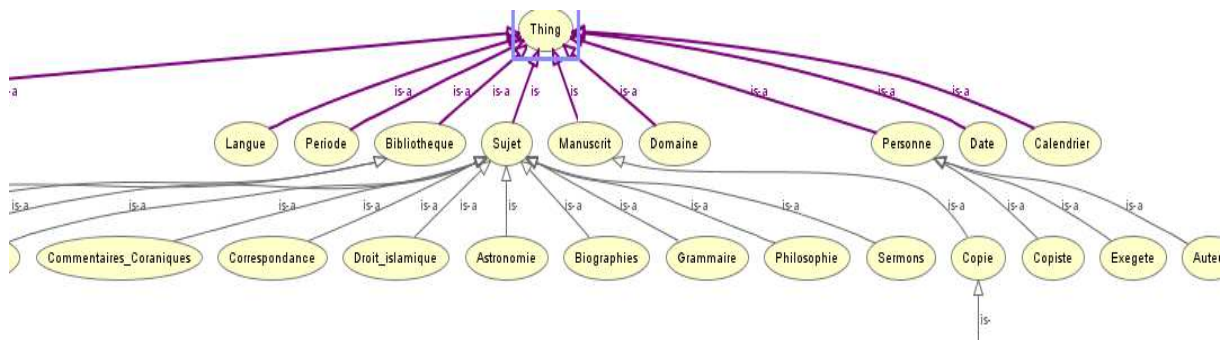 Thing
is-a is-a is-a is-a is-a is- is is-a is-a is-a is-a
Langue Periode Bibliotheque Sujet Manuscrit Domaine Personne Date Calendrier
is-a is-a is-a is-a is-a is- is-a is-a is-a is-a is-a is-a is-a is-a
Commentaires_Coraniques Correspondance Droit_islamique Astronomie Biographies Grammaire Philosophie Sermons Copie Copiste Exegete Auteu
is-